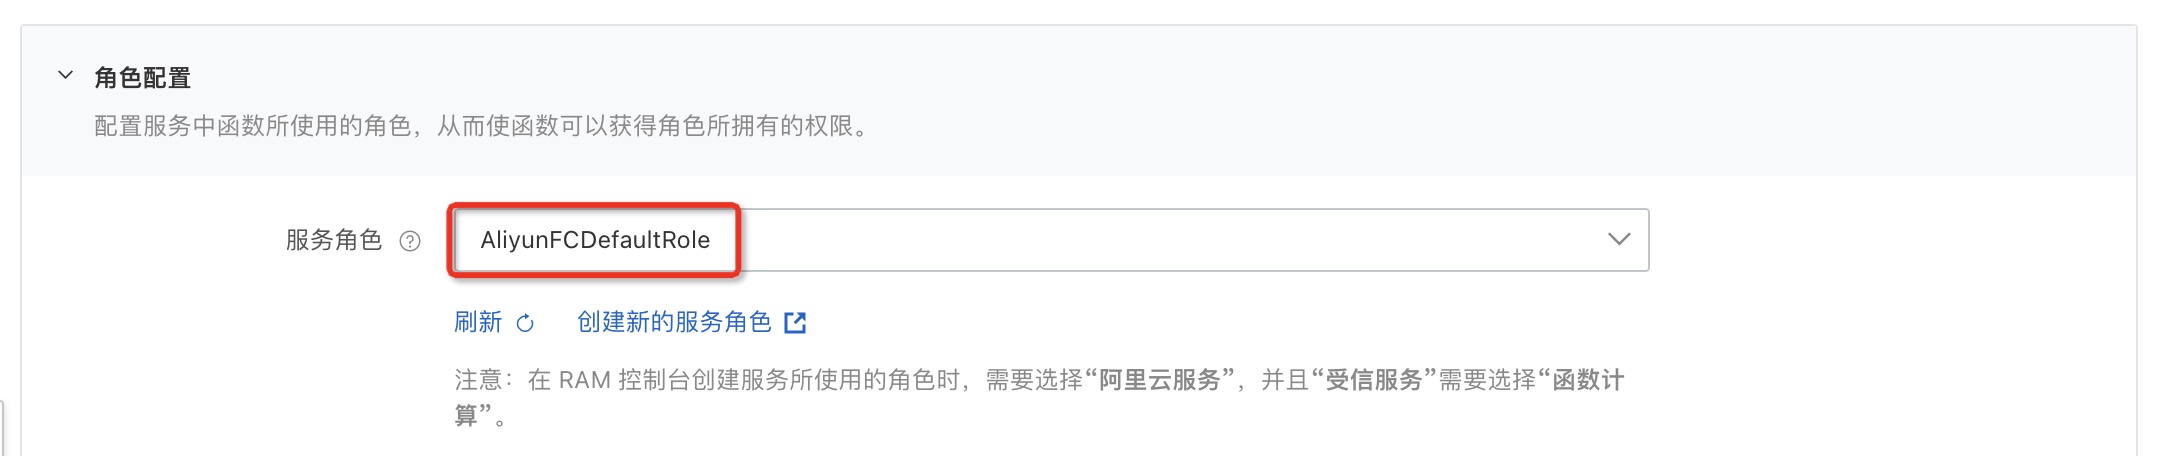 角色配置
配置服务中函数所使用的角色，从而使函数可以获得角色所拥有的权限。
服务角色 ? AliyunFCDefaultRole
刷新 创建新的服务角色
注意：在 RAM 控制台创建服务所使用的角色时，需要选择“阿里云服务”，并且“受信服务”需要选择“函数计
算”。